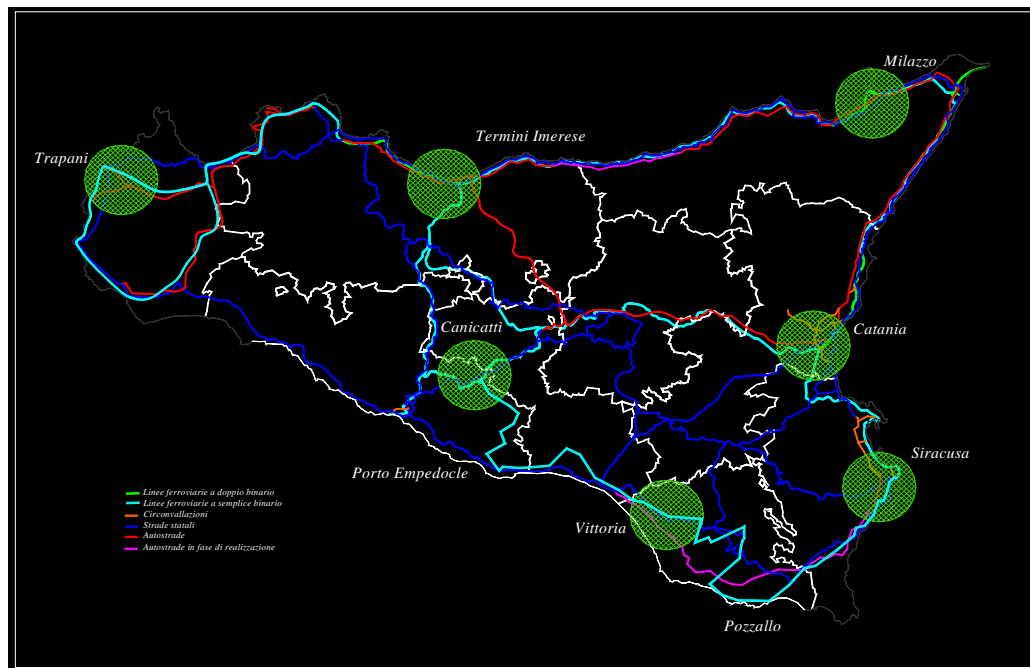 Milazzo
Termini Imerese
Trapani
Canicattì
Catania
Siracusa
Porto Empedocle
Vittoria
Pozzallo
Linee ferroviarie a doppio binario
Linee ferroviarie a semplice binario
Circonvallazioni
Strade statali
Autostrade
Autostrade in fase di realizzazione